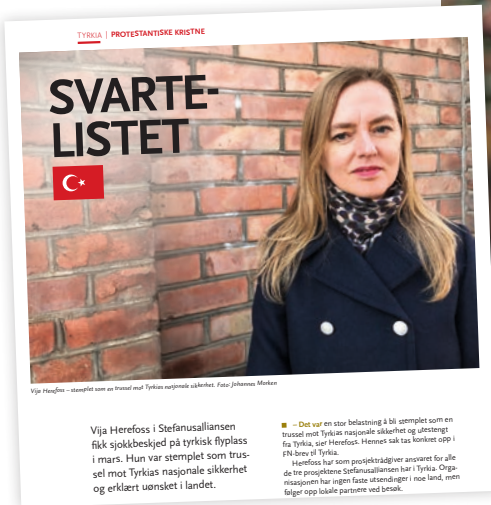 TYRKIA | PROTESTANTISKE KRISTNE
SVARTE-
LISTET
Vija Herefoss – stemplet som en trussel mot Tyrkias nasjonale sikkerhet. Foto: Johannes Morken
Vija Herefoss i Stefanusalliansen
fikk sjokkbeskjed på tyrkisk flyplass
i mars. Hun var stemplet som trus-
sel mot Tyrkias nasjonale sikkerhet
og erklært uønsket i landet.
– Det var en stor belastning å bli stemplet som en
trussel mot Tyrkias nasjonale sikkerhet og utestengt
fra Tyrkia, sier Herefoss. Hennes sak tas konkret opp i
FN-brev til Tyrkia.
Herefoss har som prosjektrådgiver ansvaret for alle
de tre prosjektene Stefanusalliansen har i Tyrkia. Orga-
nisasjonen har ingen faste utsendinger i noe land, men
følger opp lokale partnere ved besøk.